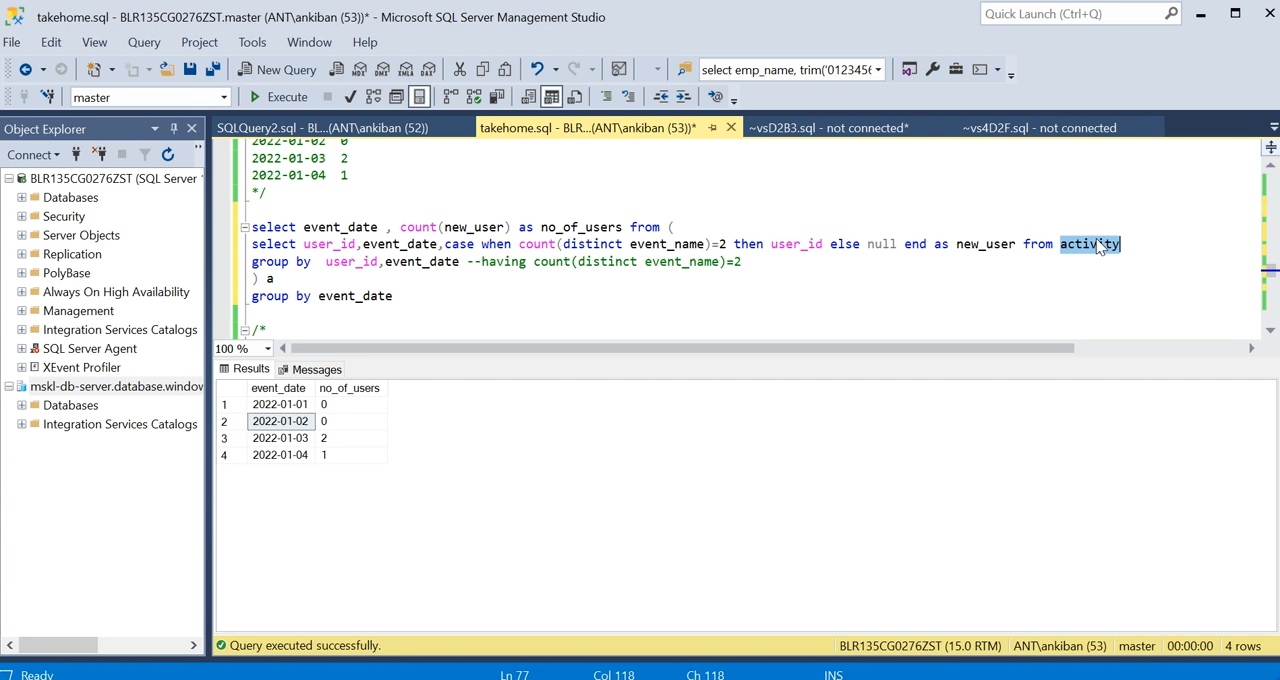 takehome.sql - BLR135CG0276ZST.master (ANT\ankiban (53))* - Microsoft SQL Server Management Studio
Quick Launch (Ctrl+Q)
File Edit View Query Project Tools Window Help
New Query MDX DMX XMLA DAX select emp_name, trim('0123456
master Execute
Object Explorer
SQLQuery2.sql - BL...(ANT\ankiban (52)) takehome.sql - BLR...(ANT\ankiban (53))* ~vsD2B3.sql - not connected* ~vs4D2F.sql - not connected
Connect
BLR135CG0276ZST (SQL Server
Databases
Security
Server Objects
Replication
PolyBase
Always On High Availability
Management
Integration Services Catalogs
SQL Server Agent
XEvent Profiler
mskl-db-server.database.window
Databases
Integration Services Catalogs
2022-01-02 0
2022-01-03 2
2022-01-04 1
*/
select event_date , count(new_user) as no_of_users from (
select user_id,event_date,case when count(distinct event_name)=2 then user_id else null end as new_user from activity
group by user_id,event_date --having count(distinct event_name)=2
) a
group by event_date
/*
100 %
Results Messages
event_date no_of_users
1 2022-01-01 0
2 2022-01-02 0
3 2022-01-03 2
4 2022-01-04 1
Query executed successfully. BLR135CG0276ZST (15.0 RTM) ANT\ankiban (53) master 00:00:00 4 rows
Ready Ln 77 Col 118 Ch 118 INS